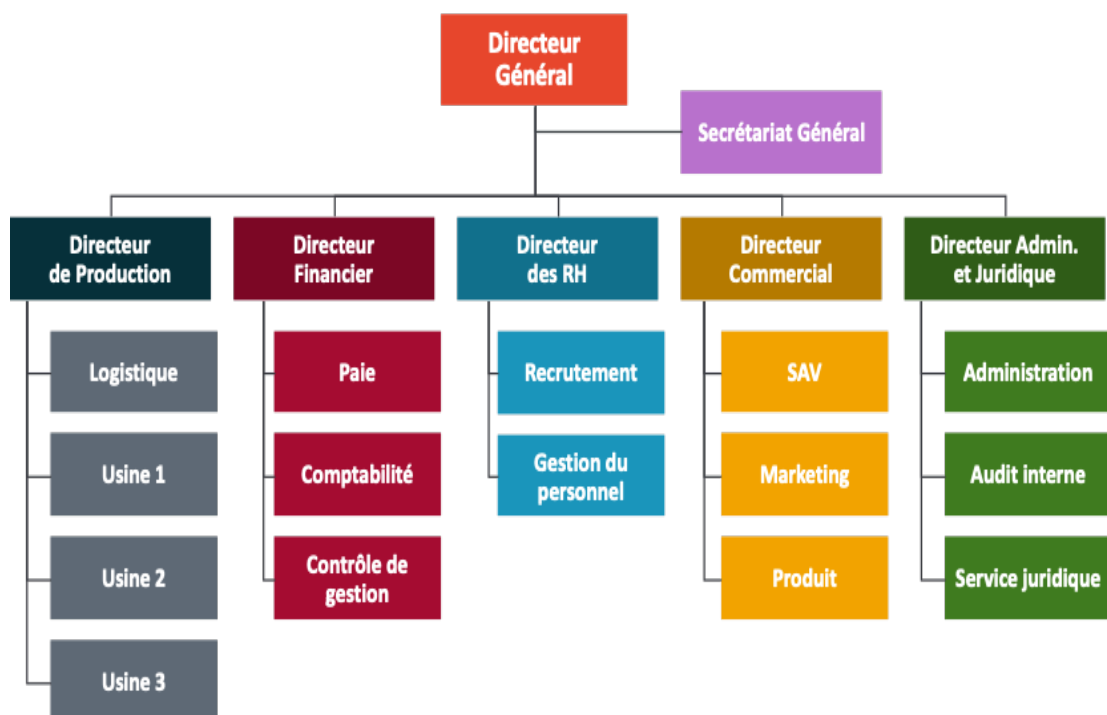 Directeur
Général
Secrétariat Général
Directeur
de Production
Directeur
Financier
Directeur
des RH
Directeur
Commercial
Directeur Admin.
et Juridique
Logistique
Paie
Recrutement
SAV
Administration
Usine 1
Comptabilité
Gestion du
personnel
Marketing
Audit interne
Usine 2
Contrôle de
gestion
Produit
Service juridique
Usine 3